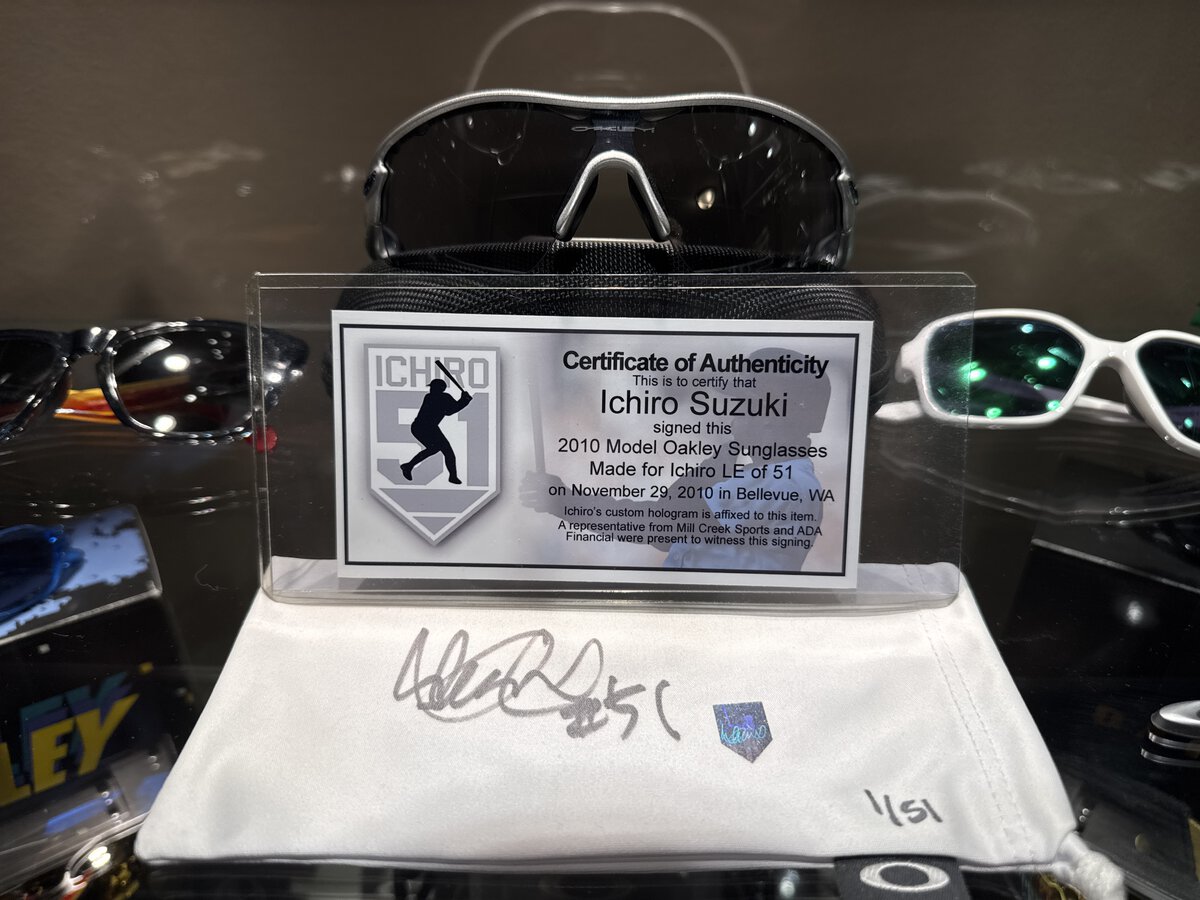 OAKLEY
ICHIRO
51
Certificate of Authenticity
This is to certify that
Ichiro Suzuki
signed this
2010 Model Oakley Sunglasses
Made for Ichiro LE of 51
on November 29, 2010 in Bellevue, WA
Ichiro's custom hologram is affixed to this item.
A representative from Mill Creek Sports and ADA
Financial were present to witness this signing.
#51
1/51
LEY